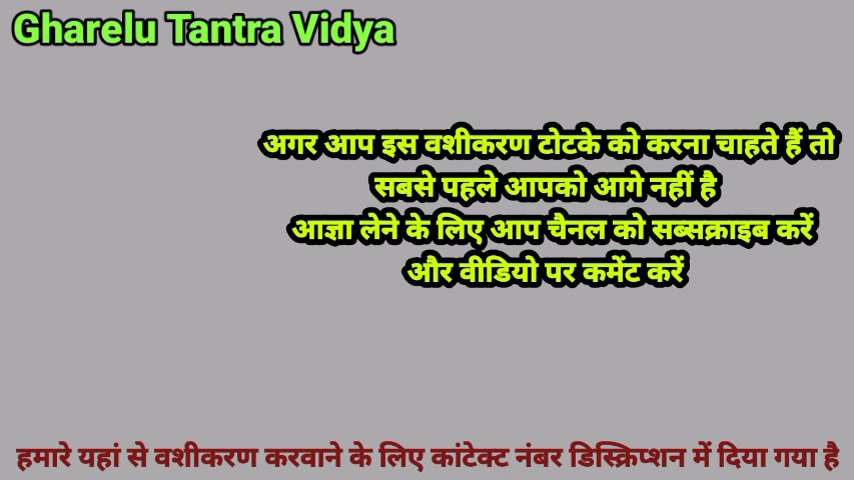 Gharelu Tantra Vidya
अगर आप इस वशीकरण टोटके को करना चाहते हैं तो
सबसे पहले आपको आगे नहीं है
आज्ञा लेने के लिए आप चैनल को सब्सक्राइब करें
और वीडियो पर कमेंट करें
हमारे यहां से वशीकरण करवाने के लिए कांटेक्ट नंबर डिस्क्रिप्शन में दिया गया है